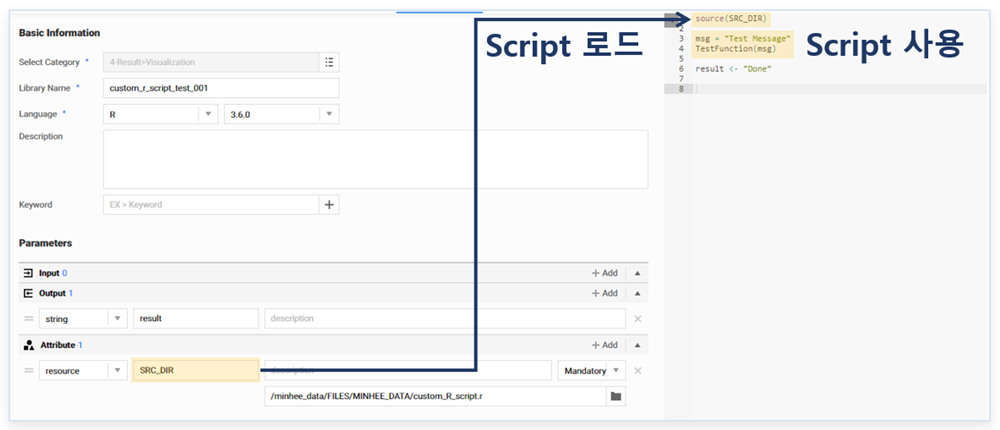 Basic Information
Select Category *
4-Result>Visualization
Library Name *
custom_r_script_test_001
Language *
R
3.6.0
Description
Keyword
EX > Keyword
Parameters
Input 0
+ Add
Output 1
+ Add
string
result
description
Attribute 1
+ Add
resource
SRC_DIR
description
Mandatory
/minhee_data/FILES/MINHEE_DATA/custom_R_script.r
Script 로드
source(SRC_DIR)
2
3 msg = "Test Message"
4 TestFunction(msg)
5
6 result <- "Done"
7
8
Script 사용